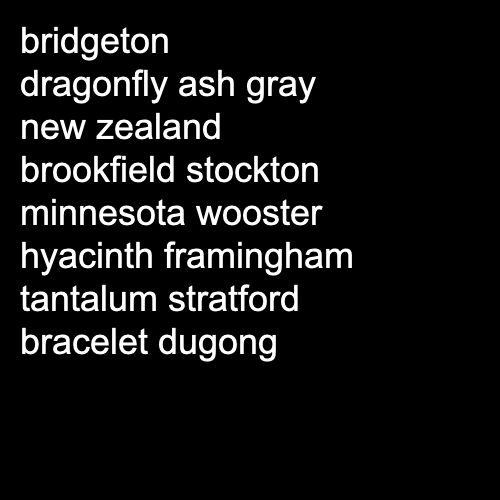 bridgeton
dragonfly ash gray
new zealand
brookfield stockton
minnesota wooster
hyacinth framingham
tantalum stratford
bracelet dugong